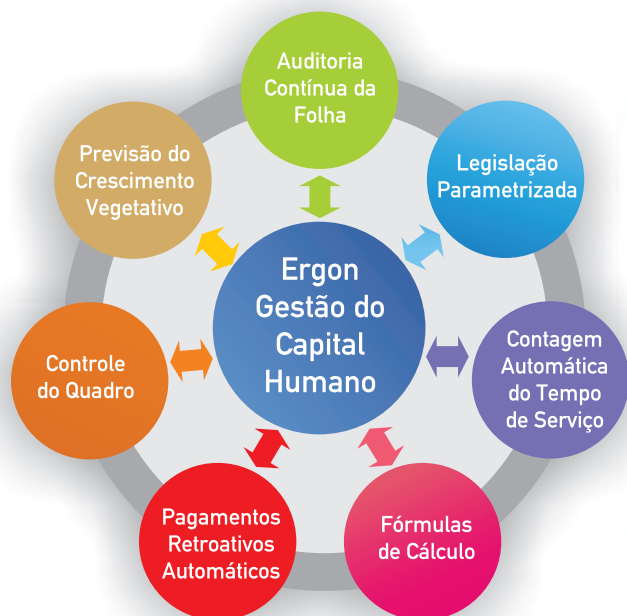 Auditoria
Contínua da
Folha
Legislação
Parametrizada
Contagem
Automática
do Tempo
de Serviço
Fórmulas
de Cálculo
Pagamentos
Retroativos
Automáticos
Controle
do Quadro
Previsão do
Crescimento
Vegetativo
Ergon
Gestão do
Capital
Humano